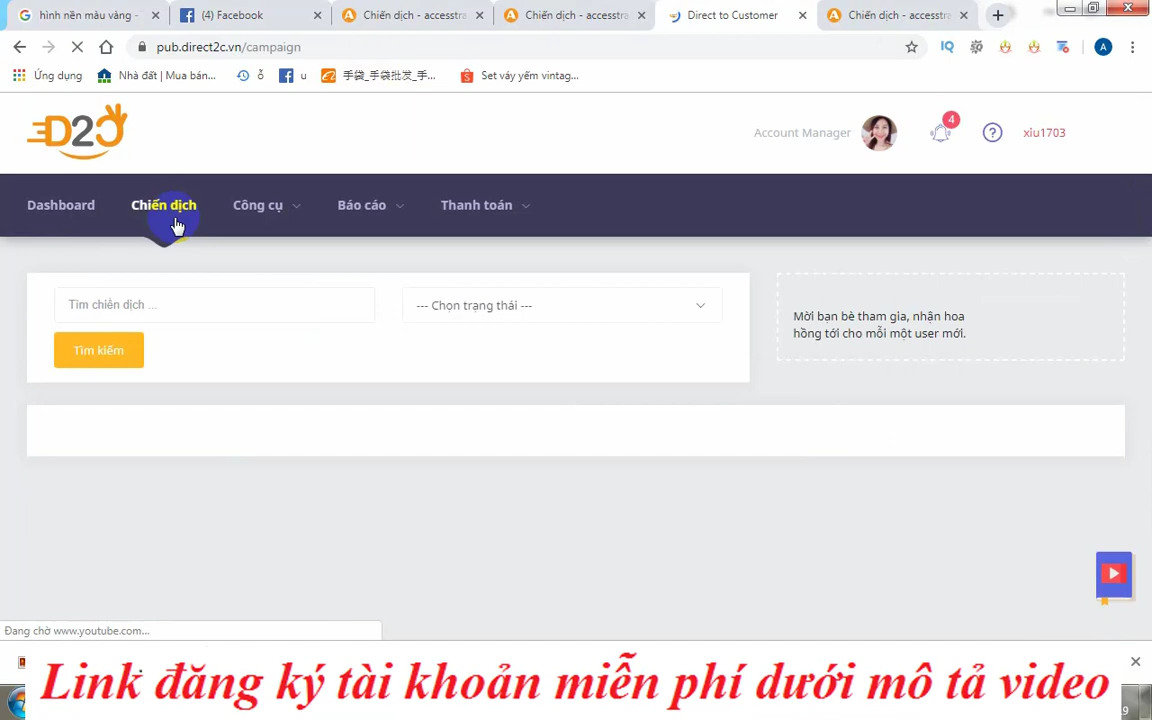 hình nền màu vàng -
(4) Facebook
Chiến dịch - accesstra
Chiến dịch - accesstra
Direct to Customer
Chiến dịch - accesstra
pub.direct2c.vn/campaign
IQ
A
Ứng dụng
Nhà đất | Mua bán...
ỗ
u
手袋_手袋批发_手...
Set váy yếm vintag...
D2C
Account Manager
4
?
xiu1703
Dashboard
Chiến dịch
Công cụ
Báo cáo
Thanh toán
Tìm chiến dịch ...
--- Chọn trạng thái ---
Tìm kiếm
Mời bạn bè tham gia, nhận hoa
hồng tới cho mỗi một user mới.
Đang chờ www.youtube.com...
Link đăng ký tài khoản miễn phí dưới mô tả video